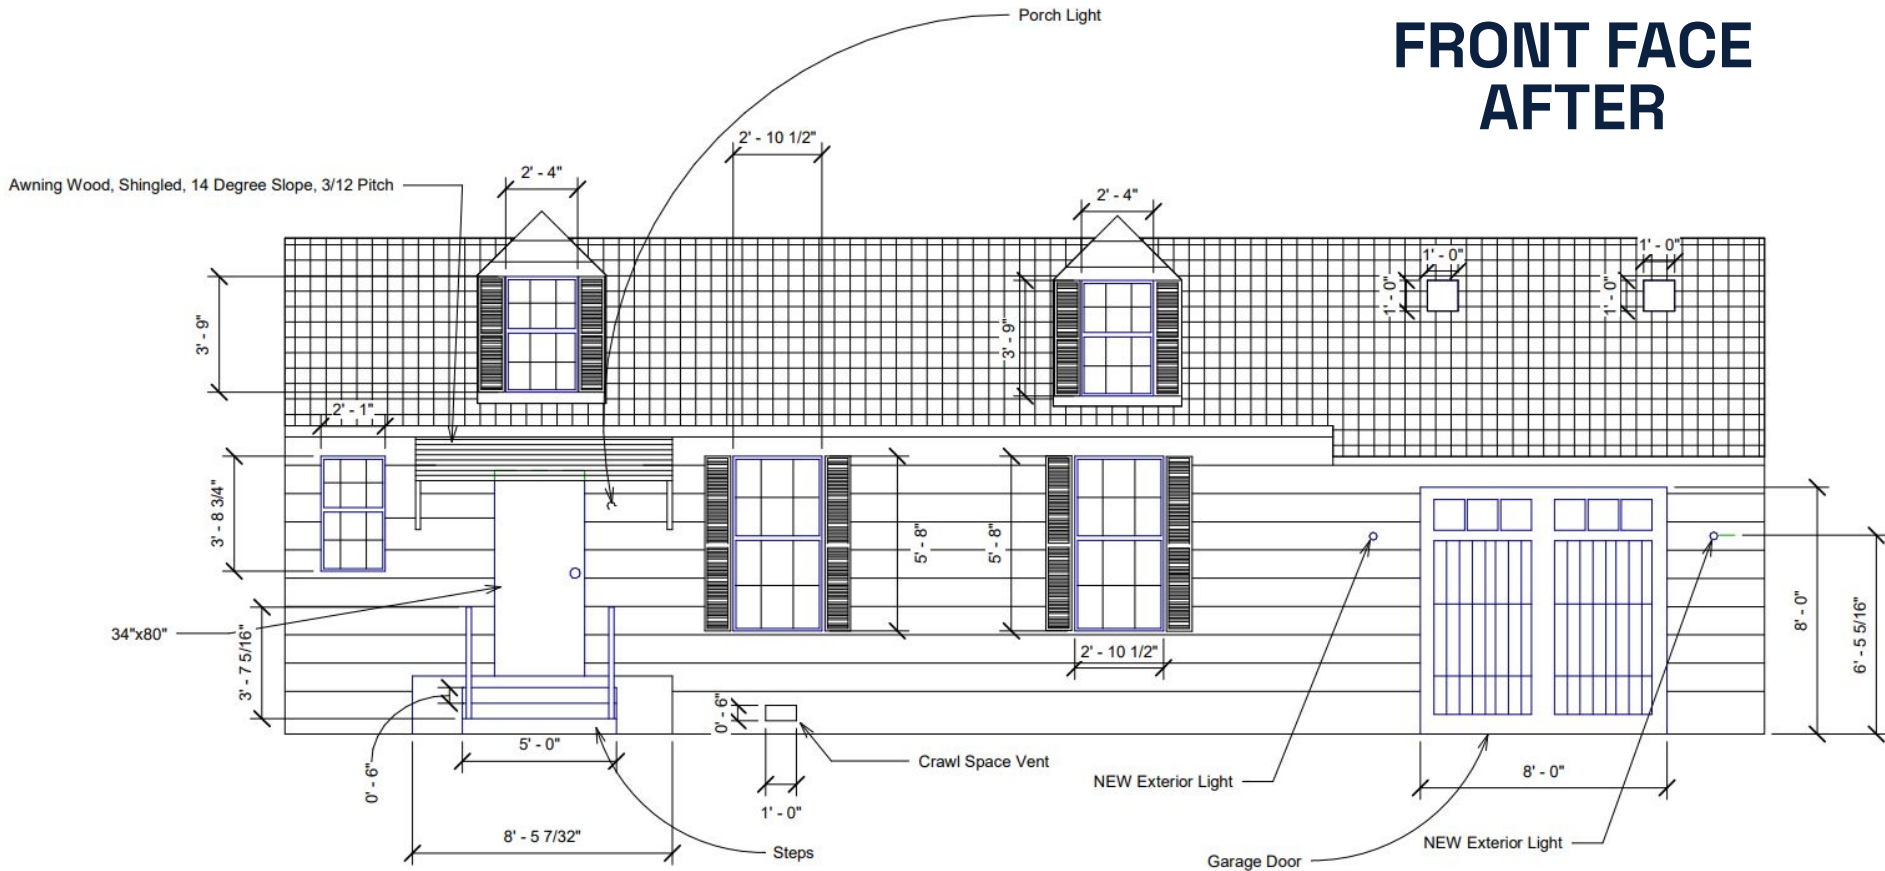 Porch Light
FRONT FACE
AFTER
2' - 10 1/2"
Awning Wood, Shingled, 14 Degree Slope, 3/12 Pitch
2' - 4"
2' - 4"
1' - 0"
1' - 0"
1' - 0"
1' - 0"
3' - 9"
3' - 9"
2' - 1"
3' - 8 3/4"
5' - 8"
5' - 8"
34"x80"
3' - 7 5/16"
8' - 0"
6' - 5 5/16"
2' - 10 1/2"
0' - 6"
5' - 0"
0' - 6"
Crawl Space Vent
NEW Exterior Light
8' - 0"
1' - 0"
8' - 5 7/32"
Steps
Garage Door
NEW Exterior Light